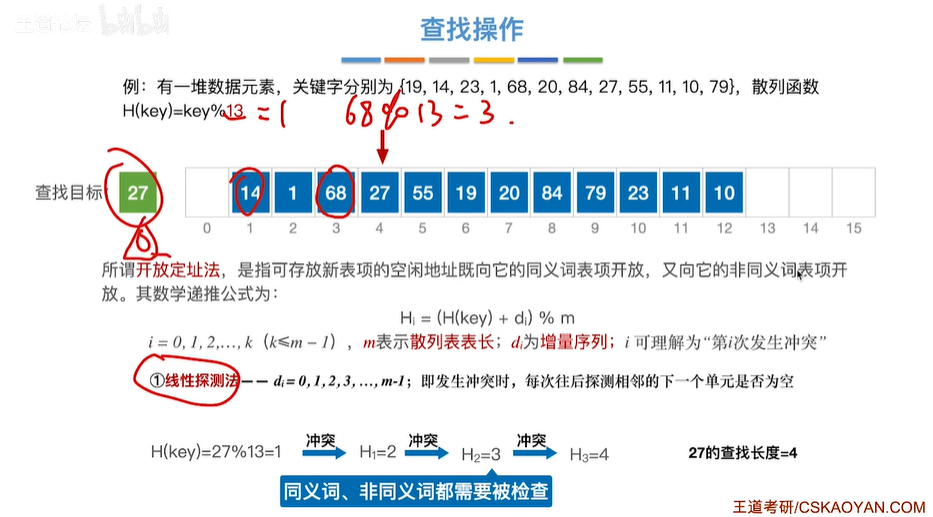 王道论坛 bilibili
查找操作
例：有一堆数据元素，关键字分别为 {19, 14, 23, 1, 68, 20, 84, 27, 55, 11, 10, 79}，散列函数
H(key)=key%13 = 1 68%13=3.
查找目标 27 14 1 68 27 55 19 20 84 79 23 11 10
0 1 2 3 4 5 6 7 8 9 10 11 12 13 14 15
6
所谓开放定址法，是指可存放新表项的空闲地址既向它的同义词表项开放，又向它的非同义词表项开
放。其数学递推公式为：
Hᵢ = (H(key) + dᵢ) % m
i = 0, 1, 2,…, k（k≤m − 1），m表示散列表表长；dᵢ为增量序列；i 可理解为“第i次发生冲突”
①线性探测法—— dᵢ = 0, 1, 2, 3, …, m-1；即发生冲突时，每次往后探测相邻的下一个单元是否为空
H(key)=27%13=1 冲突 H₁=2 冲突 H₂=3 冲突 H₃=4 27的查找长度=4
同义词、非同义词都需要被检查
王道考研/CSKAOYAN.COM